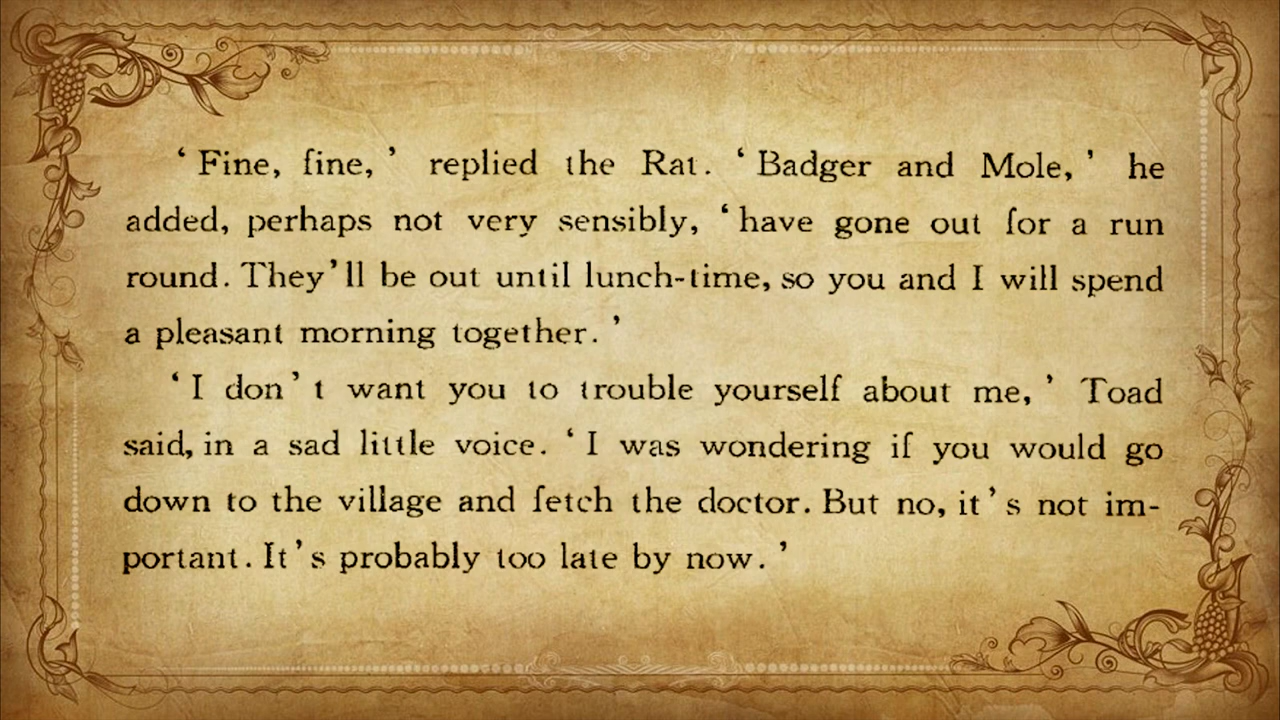 ‘Fine, fine,’ replied the Rat. ‘Badger and Mole,’ he
added, perhaps not very sensibly, ‘have gone out for a run
round. They’ll be out until lunch-time, so you and I will spend
a pleasant morning together.’
‘I don’t want you to trouble yourself about me,’ Toad
said, in a sad little voice. ‘I was wondering if you would go
down to the village and fetch the doctor. But no, it’s not im-
portant. It’s probably too late by now.’